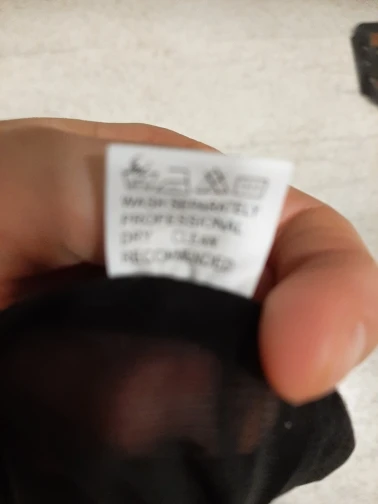 WASH SEPARATELY
PROFESSIONAL
DRY CLEAN
RECOMMENDED